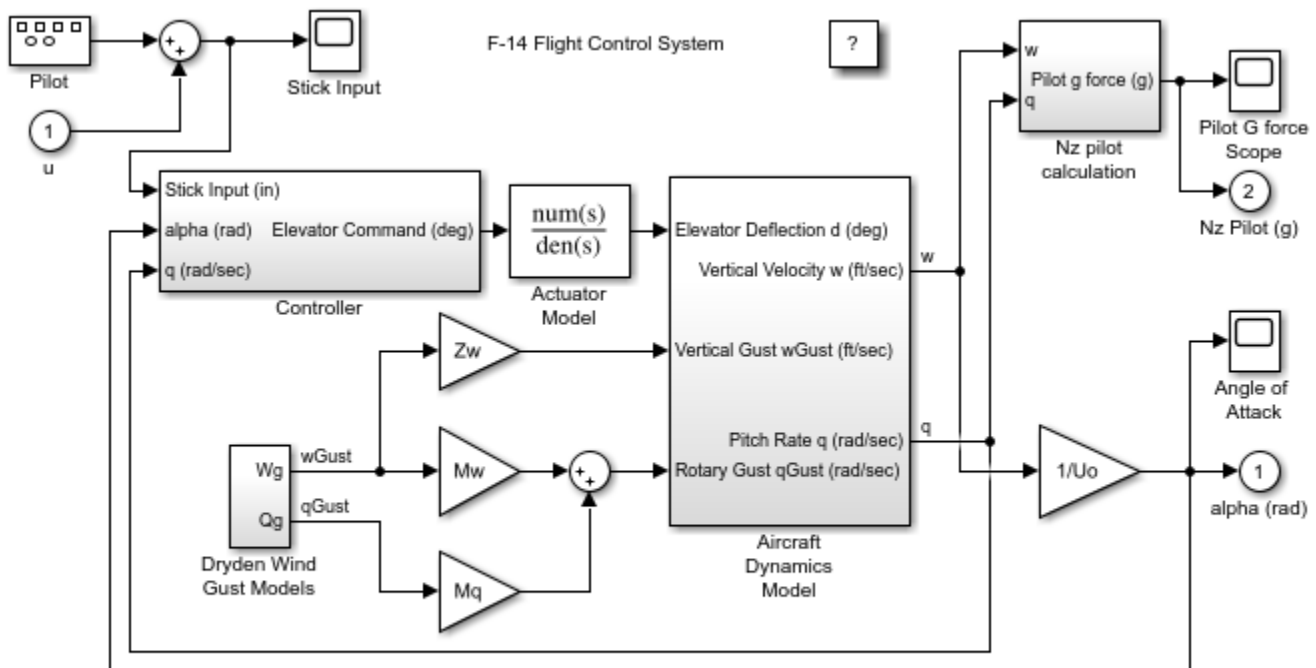 F-14 Flight Control System
?
Pilot
Stick Input
1
u
w
Pilot g force (g)
q
Nz pilot
calculation
Pilot G force
Scope
2
Nz Pilot (g)
Stick Input (in)
alpha (rad)
Elevator Command (deg)
q (rad/sec)
Controller
num(s)
den(s)
Actuator
Model
Elevator Deflection d (deg)
Vertical Velocity w (ft/sec)
w
Vertical Gust wGust (ft/sec)
Pitch Rate q (rad/sec)
q
Rotary Gust qGust (rad/sec)
Aircraft
Dynamics
Model
Zw
Mw
Mq
Wg
wGust
Qg
qGust
Dryden Wind
Gust Models
1/Uo
Angle of
Attack
1
alpha (rad)